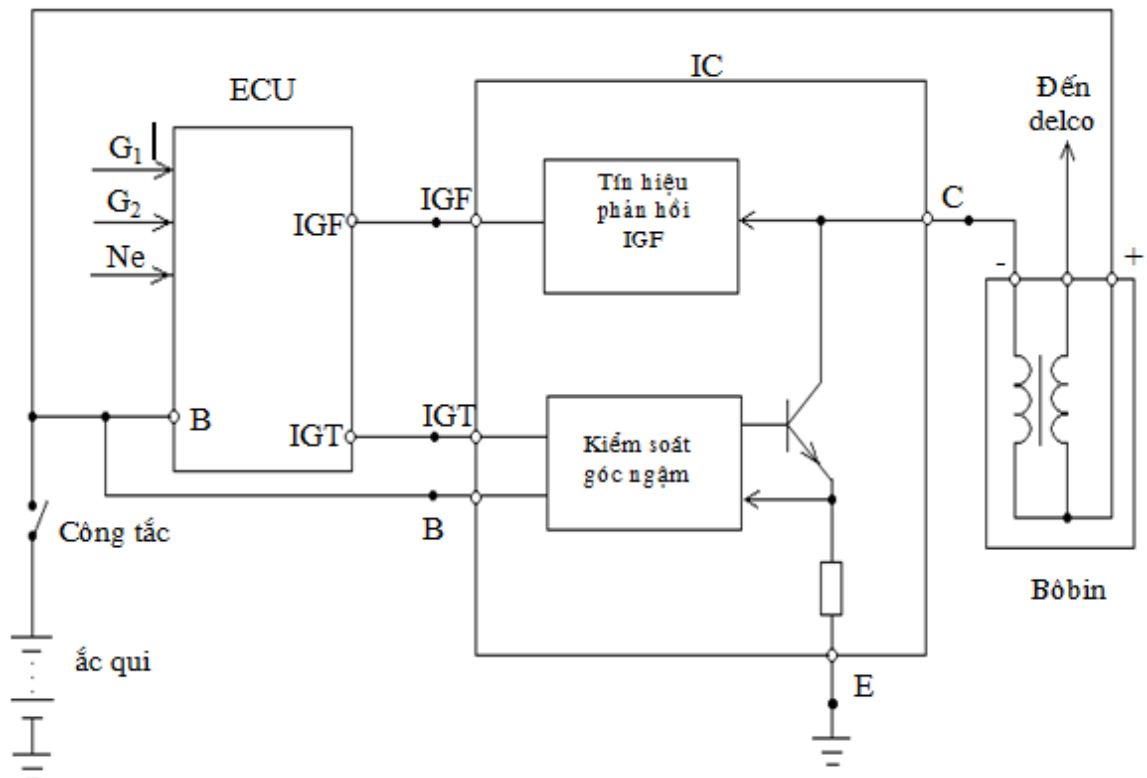 IC
ECU
Đến
delco
G₁
Tín hiệu
phản hồi
IGF
G₂
IGF
IGF
C
Ne
-
+
B
IGT
IGT
Kiểm soát
góc ngậm
B
Công tắc
Bôbin
ắc qui
E